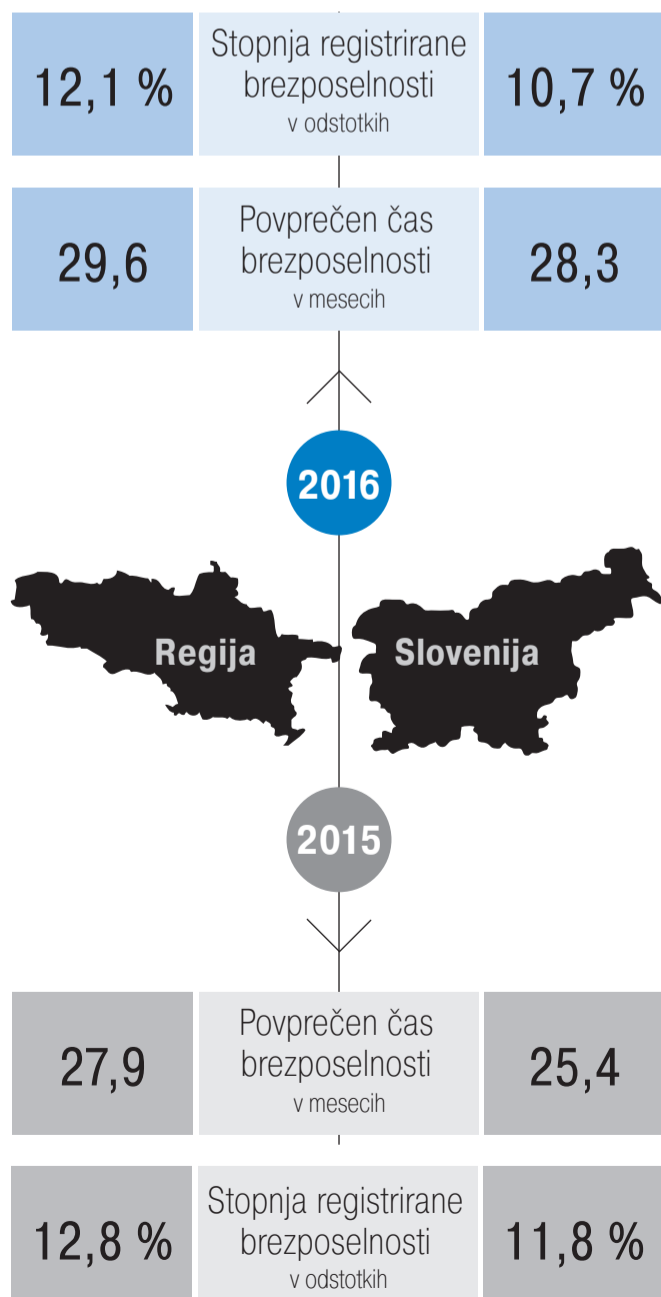 12,1 %
Stopnja registrirane
brezposelnosti
v odstotkih
10,7 %
29,6
Povprečen čas
brezposelnosti
v mesecih
28,3
2016
Regija
Slovenija
2015
27,9
Povprečen čas
brezposelnosti
v mesecih
25,4
12,8 %
Stopnja registrirane
brezposelnosti
v odstotkih
11,8 %